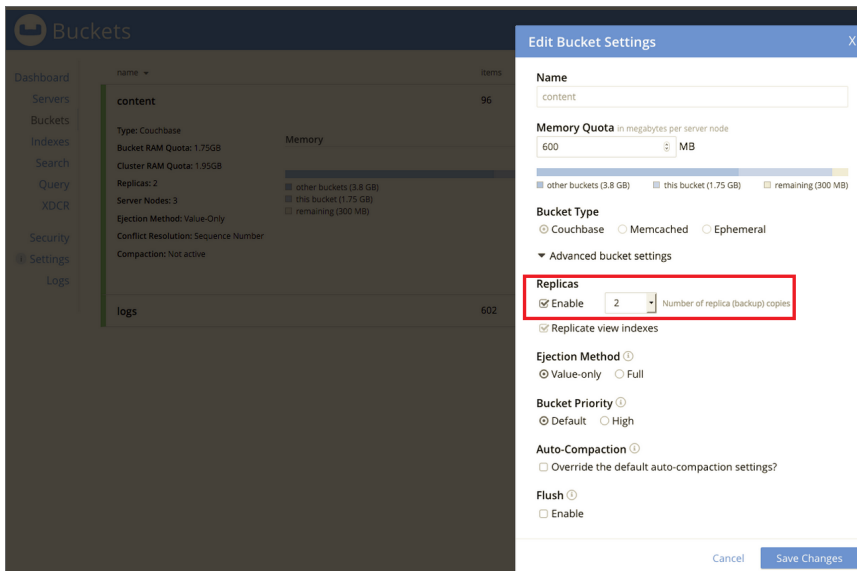 Buckets
Dashboard
Servers
Buckets
Indexes
Search
Query
XDCR
Security
Settings
Logs
name
items
content
96
Type: Couchbase
Bucket RAM Quota: 1.75GB
Cluster RAM Quota: 1.95GB
Replicas: 2
Server Nodes: 3
Ejection Method: Value-Only
Conflict Resolution: Sequence Number
Compaction: Not active
Memory
other buckets (3.8 GB)
this bucket (1.75 GB)
remaining (300 MB)
logs
602
Edit Bucket Settings
X
Name
content
Memory Quota in megabytes per server node
600 MB
other buckets (3.8 GB) this bucket (1.75 GB) remaining (300 MB)
Bucket Type
Couchbase Memcached Ephemeral
Advanced bucket settings
Replicas
Enable 2 Number of replica (backup) copies
Replicate view indexes
Ejection Method
Value-only Full
Bucket Priority
Default High
Auto-Compaction
Override the default auto-compaction settings?
Flush
Enable
Cancel Save Changes